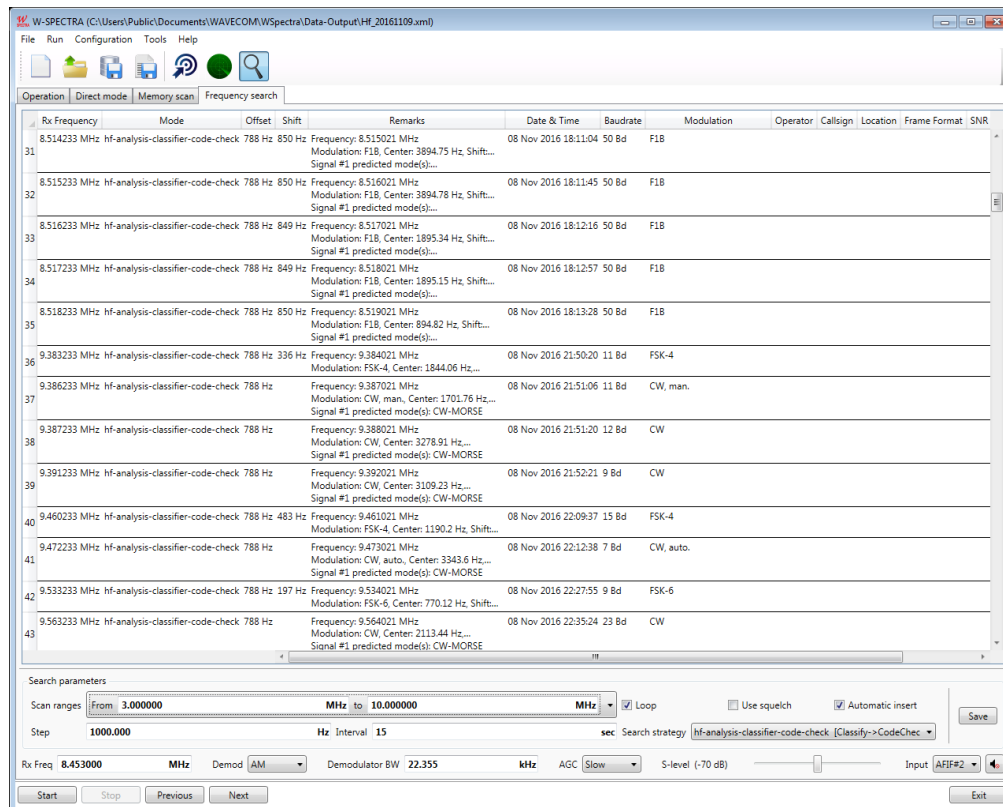 W-SPECTRA (C:\Users\Public\Documents\WAVECOM\WSpectra\Data-Output\Hf_20161109.xml)
File Run Configuration Tools Help
Operation Direct mode Memory scan Frequency search
Rx Frequency Mode Offset Shift Remarks Date & Time Baudrate Modulation Operator Callsign Location Frame Format SNR
31 8.514233 MHz hf-analysis-classifier-code-check 788 Hz 850 Hz Frequency: 8.515021 MHz 08 Nov 2016 18:11:04 50 Bd F1B
Modulation: F1B, Center: 3894.75 Hz, Shift:...
Signal #1 predicted mode(s):...
32 8.515233 MHz hf-analysis-classifier-code-check 788 Hz 850 Hz Frequency: 8.516021 MHz 08 Nov 2016 18:11:45 50 Bd F1B
Modulation: F1B, Center: 3894.78 Hz, Shift:...
Signal #1 predicted mode(s):...
33 8.516233 MHz hf-analysis-classifier-code-check 788 Hz 849 Hz Frequency: 8.517021 MHz 08 Nov 2016 18:12:16 50 Bd F1B
Modulation: F1B, Center: 1895.34 Hz, Shift:...
Signal #1 predicted mode(s):...
34 8.517233 MHz hf-analysis-classifier-code-check 788 Hz 849 Hz Frequency: 8.518021 MHz 08 Nov 2016 18:12:57 50 Bd F1B
Modulation: F1B, Center: 1895.15 Hz, Shift:...
Signal #1 predicted mode(s):...
35 8.518233 MHz hf-analysis-classifier-code-check 788 Hz 850 Hz Frequency: 8.519021 MHz 08 Nov 2016 18:13:28 50 Bd F1B
Modulation: F1B, Center: 894.82 Hz, Shift:...
Signal #1 predicted mode(s):...
36 9.383233 MHz hf-analysis-classifier-code-check 788 Hz 336 Hz Frequency: 9.384021 MHz 08 Nov 2016 21:50:20 11 Bd FSK-4
Modulation: FSK-4, Center: 1844.06 Hz,...
37 9.386233 MHz hf-analysis-classifier-code-check 788 Hz Frequency: 9.387021 MHz 08 Nov 2016 21:51:06 11 Bd CW, man.
Modulation: CW, man., Center: 1701.76 Hz,...
Signal #1 predicted mode(s): CW-MORSE
38 9.387233 MHz hf-analysis-classifier-code-check 788 Hz Frequency: 9.388021 MHz 08 Nov 2016 21:51:20 12 Bd CW
Modulation: CW, Center: 3278.91 Hz,...
Signal #1 predicted mode(s): CW-MORSE
39 9.391233 MHz hf-analysis-classifier-code-check 788 Hz Frequency: 9.392021 MHz 08 Nov 2016 21:52:21 9 Bd CW
Modulation: CW, Center: 3109.23 Hz,...
Signal #1 predicted mode(s): CW-MORSE
40 9.460233 MHz hf-analysis-classifier-code-check 788 Hz 483 Hz Frequency: 9.461021 MHz 08 Nov 2016 22:09:37 15 Bd FSK-4
Modulation: FSK-4, Center: 1190.2 Hz, Shift:...
41 9.472233 MHz hf-analysis-classifier-code-check 788 Hz Frequency: 9.473021 MHz 08 Nov 2016 22:12:38 7 Bd CW, auto.
Modulation: CW, auto., Center: 3343.6 Hz,...
Signal #1 predicted mode(s): CW-MORSE
42 9.533233 MHz hf-analysis-classifier-code-check 788 Hz 197 Hz Frequency: 9.534021 MHz 08 Nov 2016 22:27:55 9 Bd FSK-6
Modulation: FSK-6, Center: 770.12 Hz, Shift:...
43 9.563233 MHz hf-analysis-classifier-code-check 788 Hz Frequency: 9.564021 MHz 08 Nov 2016 22:35:24 23 Bd CW
Modulation: CW, Center: 2113.44 Hz,...
Signal #1 predicted mode(s): CW-MORSE
Search parameters
Scan ranges From 3.000000 MHz to 10.000000 MHz Loop Use squelch Automatic insert
Save
Step 1000.000 Hz Interval 15 sec Search strategy hf-analysis-classifier-code-check [Classify->CodeChec
Rx Freq 8.453000 MHz Demod AM Demodulator BW 22.355 kHz AGC Slow S-level (-70 dB) Input AFIF#2
Start Stop Previous Next Exit